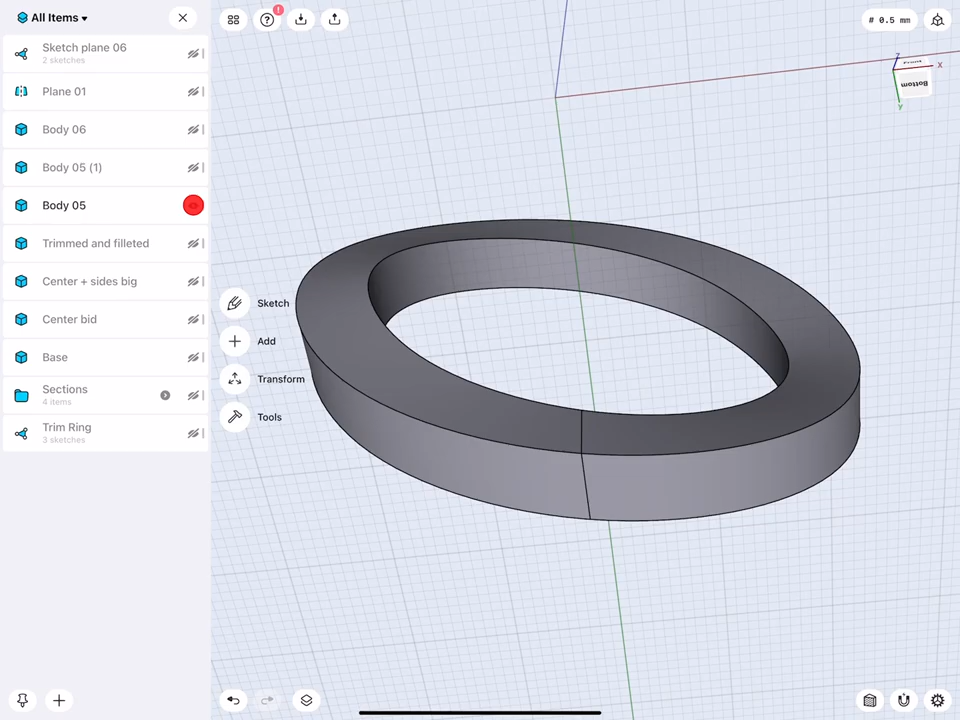 All Items
# 0.5 mm
Sketch plane 06
2 sketches
Plane 01
Body 06
Body 05 (1)
Body 05
Trimmed and filleted
Center + sides big
Center bid
Base
Sections
4 items
Trim Ring
3 sketches
Sketch
Add
Transform
Tools
z
Front
x
Bottom
y